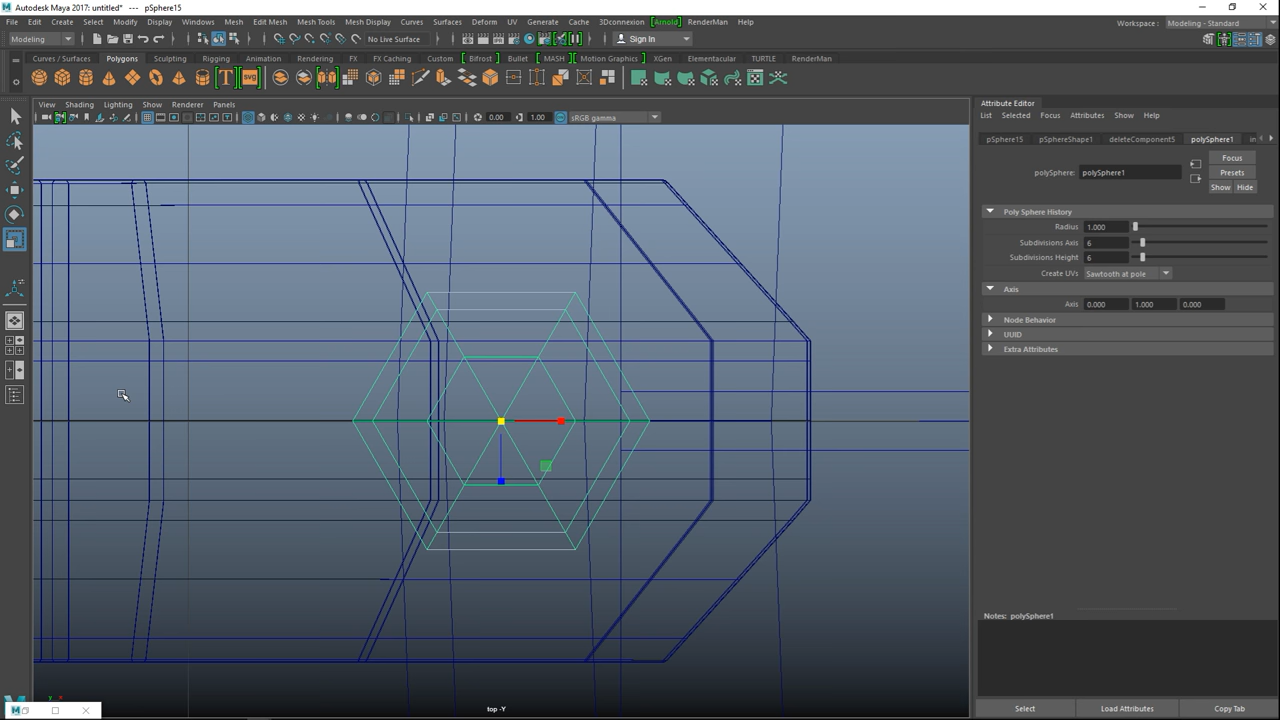 Autodesk Maya 2017: untitled* --- pSphere15
File Edit Create Select Modify Display Windows Mesh Edit Mesh Mesh Tools Mesh Display Curves Surfaces Deform UV Generate Cache 3Dconnexion [Arnold] RenderMan Help
Workspace : Modeling - Standard
Modeling No Live Surface Sign In
Curves / Surfaces Polygons Sculpting Rigging Animation Rendering FX FX Caching Custom Bifrost Bullet MASH Motion Graphics XGen Elementacular TURTLE RenderMan
T svg
View Shading Lighting Show Renderer Panels
0.00 1.00 sRGB gamma
top -Y
Attribute Editor
List Selected Focus Attributes Show Help
pSphere15 pSphereShape1 deleteComponent5 polySphere1 in
Focus
polySphere: polySphere1 Presets
Show Hide
Poly Sphere History
Radius 1.000
Subdivisions Axis 6
Subdivisions Height 6
Create UVs Sawtooth at pole
Axis
Axis 0.000 1.000 0.000
Node Behavior
UUID
Extra Attributes
Notes: polySphere1
Select Load Attributes Copy Tab